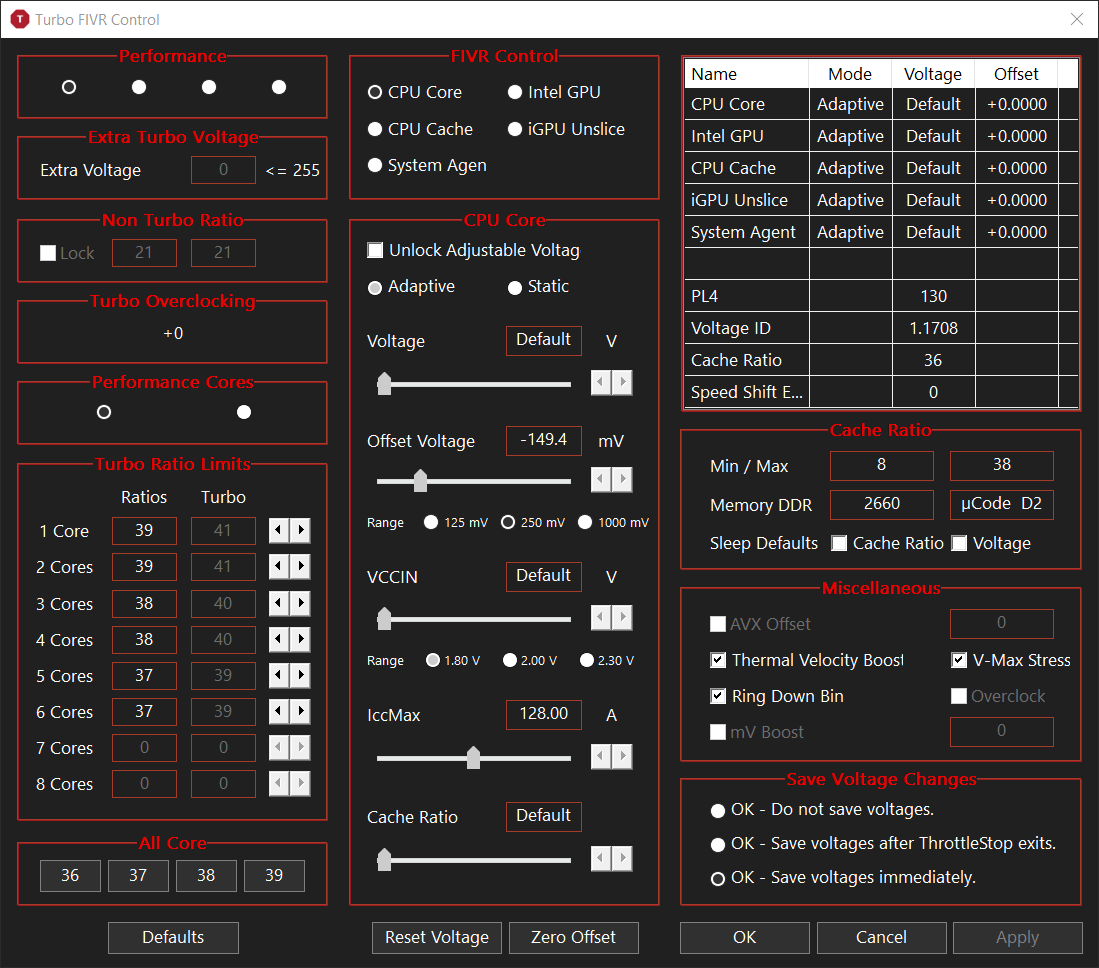 T Turbo FIVR Control
Performance
Extra Turbo Voltage
Extra Voltage 0 <= 255
Non Turbo Ratio
Lock 21 21
Turbo Overclocking
+0
Performance Cores
Turbo Ratio Limits
Ratios Turbo
1 Core 39 41
2 Cores 39 41
3 Cores 38 40
4 Cores 38 40
5 Cores 37 39
6 Cores 37 39
7 Cores 0 0
8 Cores 0 0
All Core
36 37 38 39
Defaults
FIVR Control
CPU Core Intel GPU
CPU Cache iGPU Unslice
System Agen
CPU Core
Unlock Adjustable Voltag
Adaptive Static
Voltage Default V
Offset Voltage -149.4 mV
Range 125 mV 250 mV 1000 mV
VCCIN Default V
Range 1.80 V 2.00 V 2.30 V
IccMax 128.00 A
Cache Ratio Default
Reset Voltage Zero Offset
Name Mode Voltage Offset
CPU Core Adaptive Default +0.0000
Intel GPU Adaptive Default +0.0000
CPU Cache Adaptive Default +0.0000
iGPU Unslice Adaptive Default +0.0000
System Agent Adaptive Default +0.0000
PL4 130
Voltage ID 1.1708
Cache Ratio 36
Speed Shift E... 0
Cache Ratio
Min / Max 8 38
Memory DDR 2660 µCode D2
Sleep Defaults Cache Ratio Voltage
Miscellaneous
AVX Offset 0
Thermal Velocity Boost V-Max Stress
Ring Down Bin Overclock
mV Boost 0
Save Voltage Changes
OK - Do not save voltages.
OK - Save voltages after ThrottleStop exits.
OK - Save voltages immediately.
OK Cancel Apply